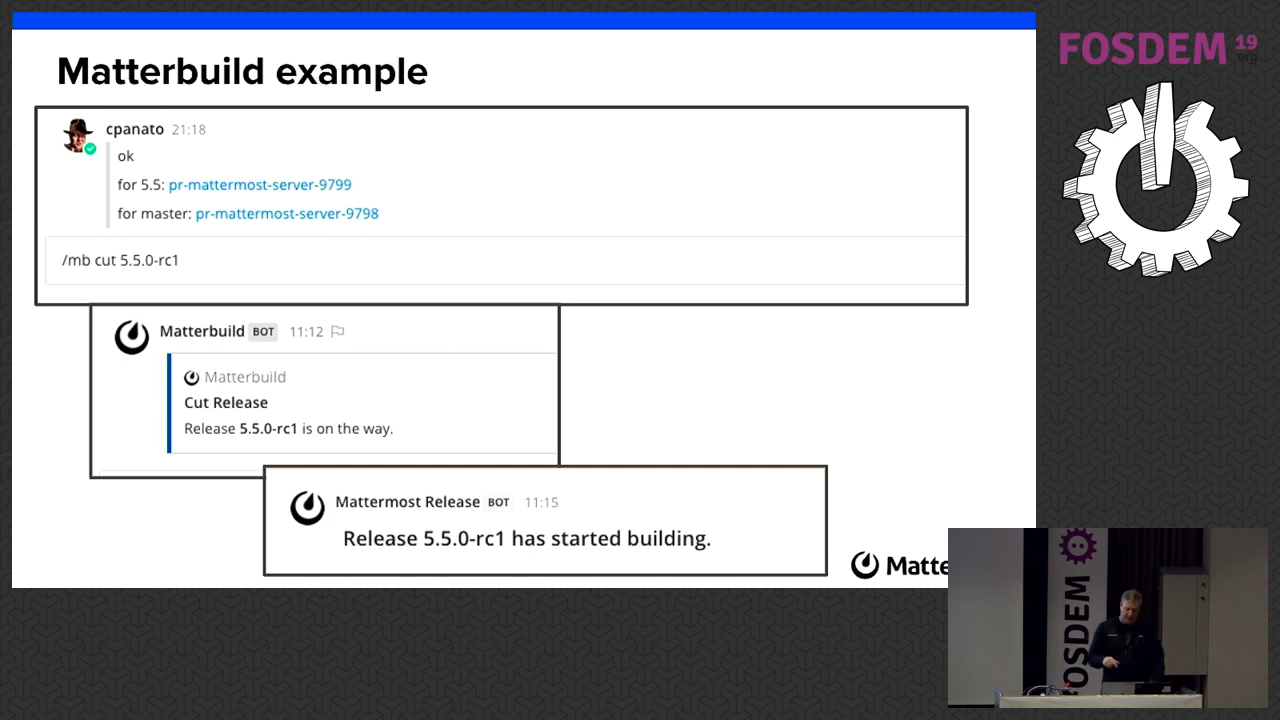 Matterbuild example
cpanato 21:18
ok
for 5.5: pr-mattermost-server-9799
for master: pr-mattermost-server-9798
/mb cut 5.5.0-rc1
Matterbuild BOT 11:12
Matterbuild
Cut Release
Release 5.5.0-rc1 is on the way.
Mattermost Release BOT 11:15
Release 5.5.0-rc1 has started building.
Matte
FOSDEM 19
.org
FOSDEM